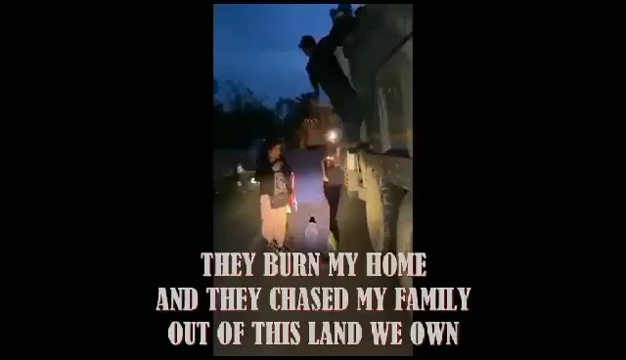 THEY BURN MY HOME
AND THEY CHASED MY FAMILY
OUT OF THIS LAND WE OWN